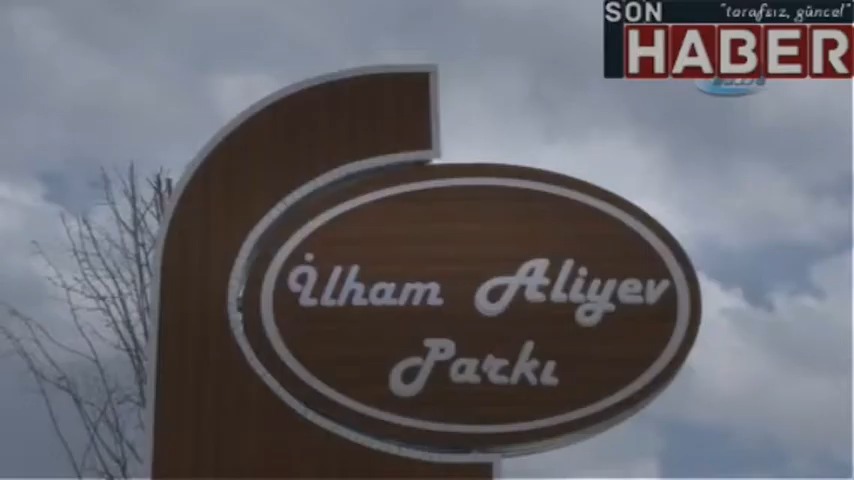 SON
"tarafsız, güncel"
HABER
İlham Aliyev
Parkı